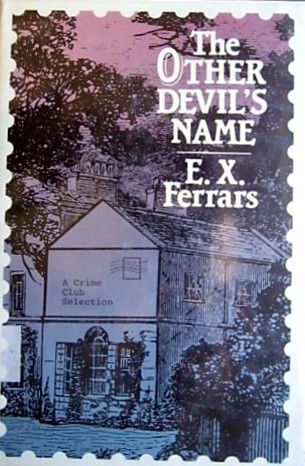 The
OTHER
DEVIL'S
NAME
E. X.
Ferrars
A Crime
Club
Selection